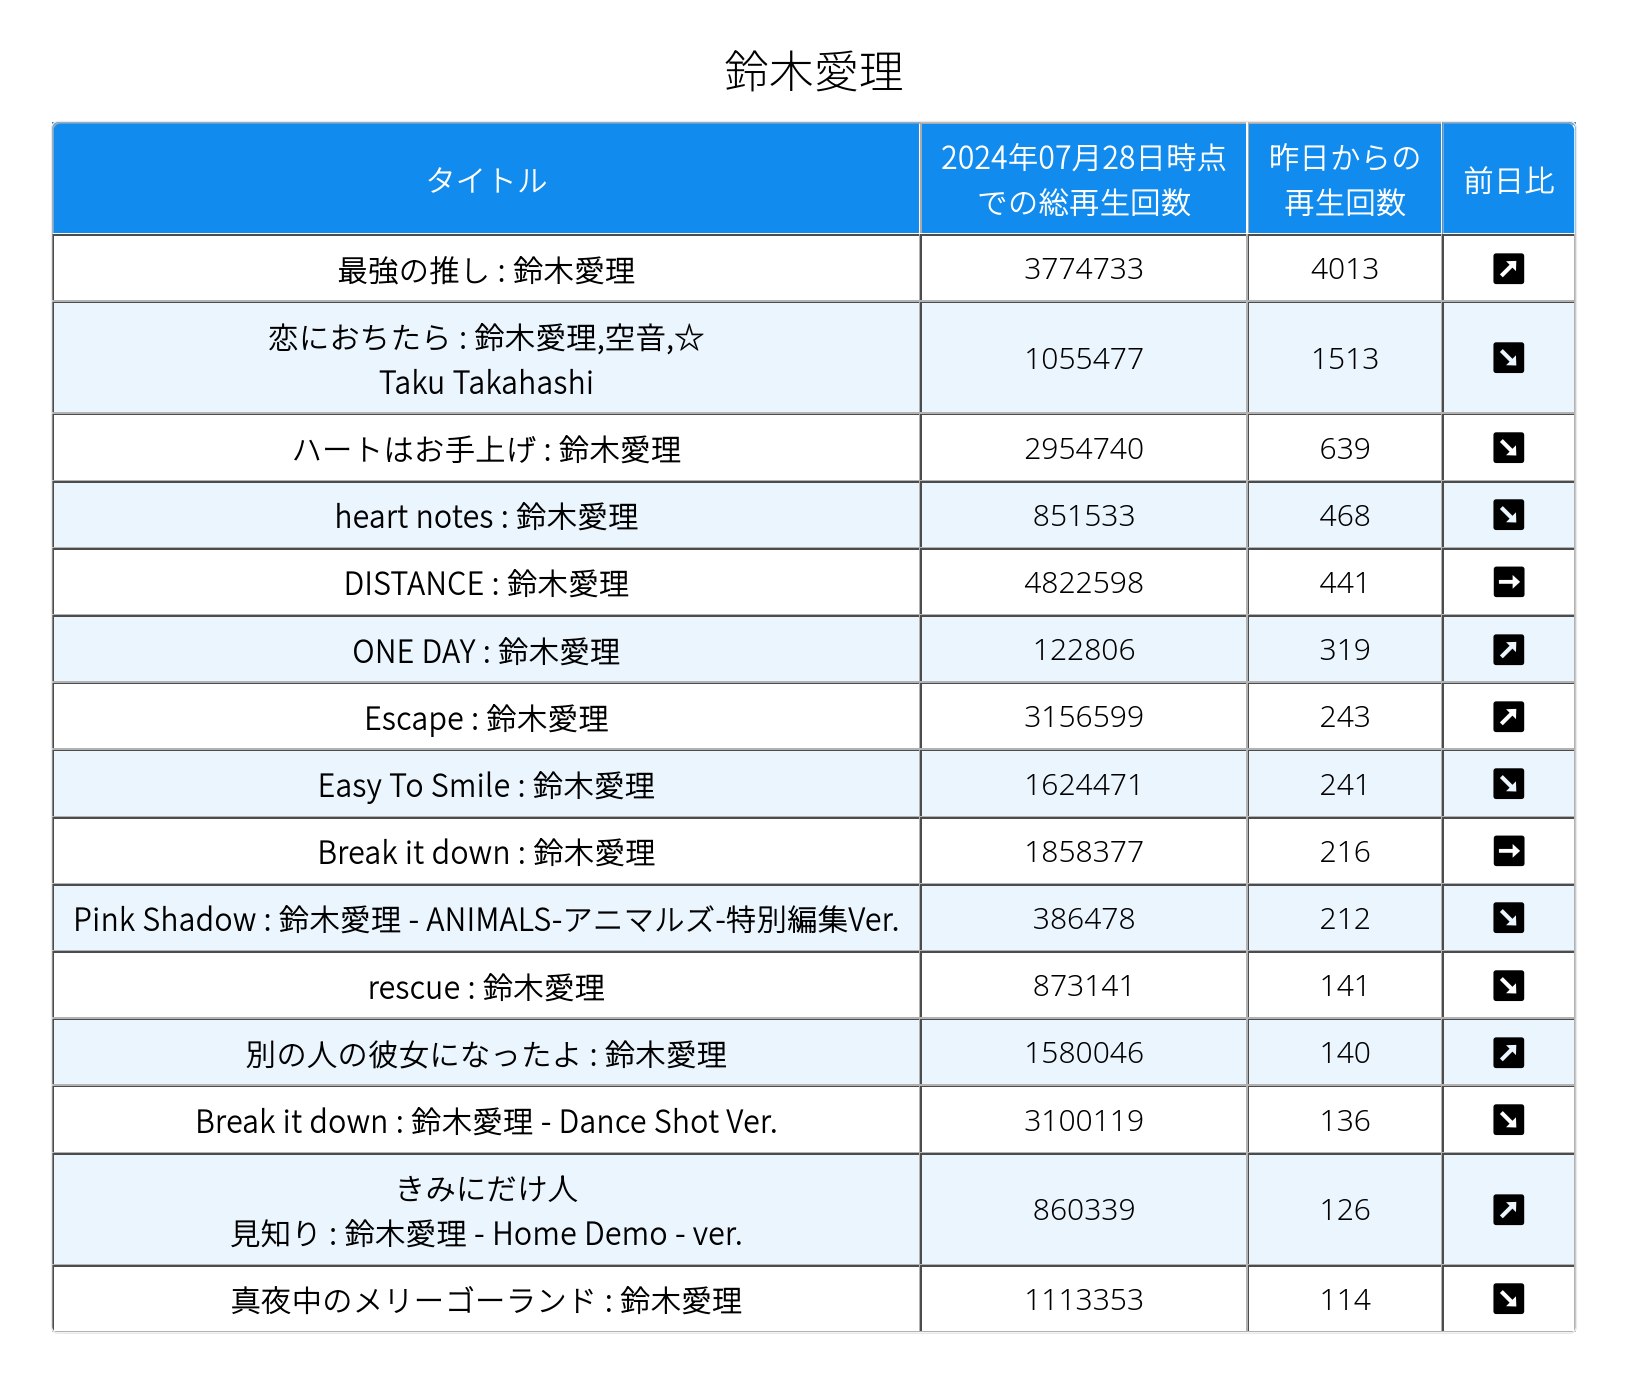 鈴木愛理
タイトル
2024年07月28日時点
での総再生回数
昨日からの
再生回数
前日比
最強の推し : 鈴木愛理 3774733 4013 ↗
恋におちたら : 鈴木愛理,空音,☆
Taku Takahashi 1055477 1513 ↘
ハートはお手上げ : 鈴木愛理 2954740 639 ↘
heart notes : 鈴木愛理 851533 468 ↘
DISTANCE : 鈴木愛理 4822598 441 →
ONE DAY : 鈴木愛理 122806 319 ↗
Escape : 鈴木愛理 3156599 243 ↗
Easy To Smile : 鈴木愛理 1624471 241 ↘
Break it down : 鈴木愛理 1858377 216 →
Pink Shadow : 鈴木愛理 - ANIMALS-アニマルズ-特別編集Ver. 386478 212 ↘
rescue : 鈴木愛理 873141 141 ↘
別の人の彼女になったよ : 鈴木愛理 1580046 140 ↗
Break it down : 鈴木愛理 - Dance Shot Ver. 3100119 136 ↘
きみにだけ人
見知り : 鈴木愛理 - Home Demo - ver. 860339 126 ↗
真夜中のメリーゴーランド : 鈴木愛理 1113353 114 ↘